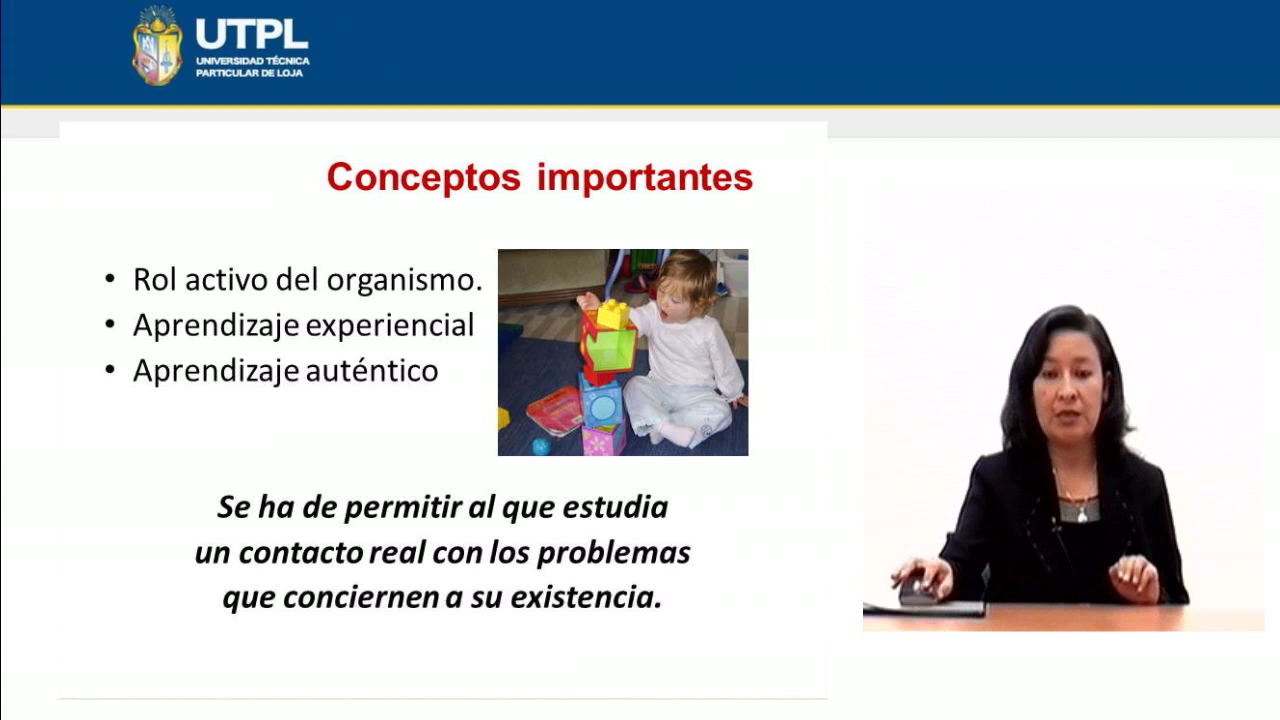 UTPL
UNIVERSIDAD TÉCNICA
PARTICULAR DE LOJA
Conceptos importantes
• Rol activo del organismo.
• Aprendizaje experiencial
• Aprendizaje auténtico
Se ha de permitir al que estudia
un contacto real con los problemas
que conciernen a su existencia.